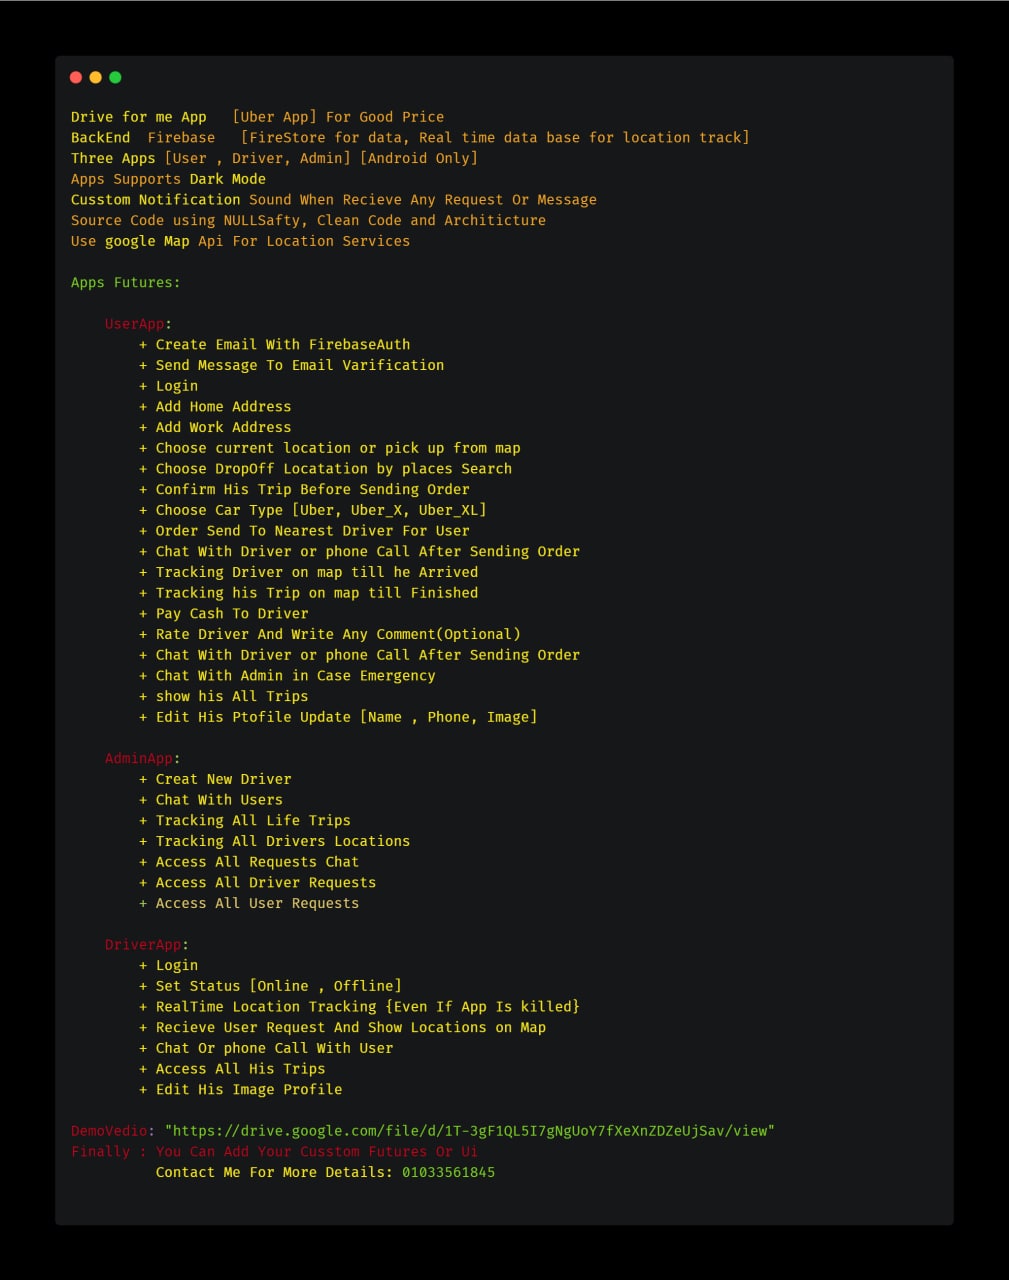 Drive for me App [Uber App] For Good Price
BackEnd Firebase [FireStore for data, Real time data base for location track]
Three Apps [User , Driver, Admin] [Android Only]
Apps Supports Dark Mode
Cusstom Notification Sound When Recieve Any Request Or Message
Source Code using NULLSafty, Clean Code and Architicture
Use google Map Api For Location Services
Apps Futures:
UserApp:
+ Create Email With FirebaseAuth
+ Send Message To Email Varification
+ Login
+ Add Home Address
+ Add Work Address
+ Choose current location or pick up from map
+ Choose DropOff Locatation by places Search
+ Confirm His Trip Before Sending Order
+ Choose Car Type [Uber, Uber_X, Uber_XL]
+ Order Send To Nearest Driver For User
+ Chat With Driver or phone Call After Sending Order
+ Tracking Driver on map till he Arrived
+ Tracking his Trip on map till Finished
+ Pay Cash To Driver
+ Rate Driver And Write Any Comment(Optional)
+ Chat With Driver or phone Call After Sending Order
+ Chat With Admin in Case Emergency
+ show his All Trips
+ Edit His Ptofile Update [Name , Phone, Image]
AdminApp:
+ Creat New Driver
+ Chat With Users
+ Tracking All Life Trips
+ Tracking All Drivers Locations
+ Access All Requests Chat
+ Access All Driver Requests
+ Access All User Requests
DriverApp:
+ Login
+ Set Status [Online , Offline]
+ RealTime Location Tracking {Even If App Is killed}
+ Recieve User Request And Show Locations on Map
+ Chat Or phone Call With User
+ Access All His Trips
+ Edit His Image Profile
DemoVedio: "https://drive.google.com/file/d/1T-3gF1QL5I7gNgUoY7fXeXnZDZeUjSav/view"
Finally : You Can Add Your Cusstom Futures Or Ui
Contact Me For More Details: 01033561845